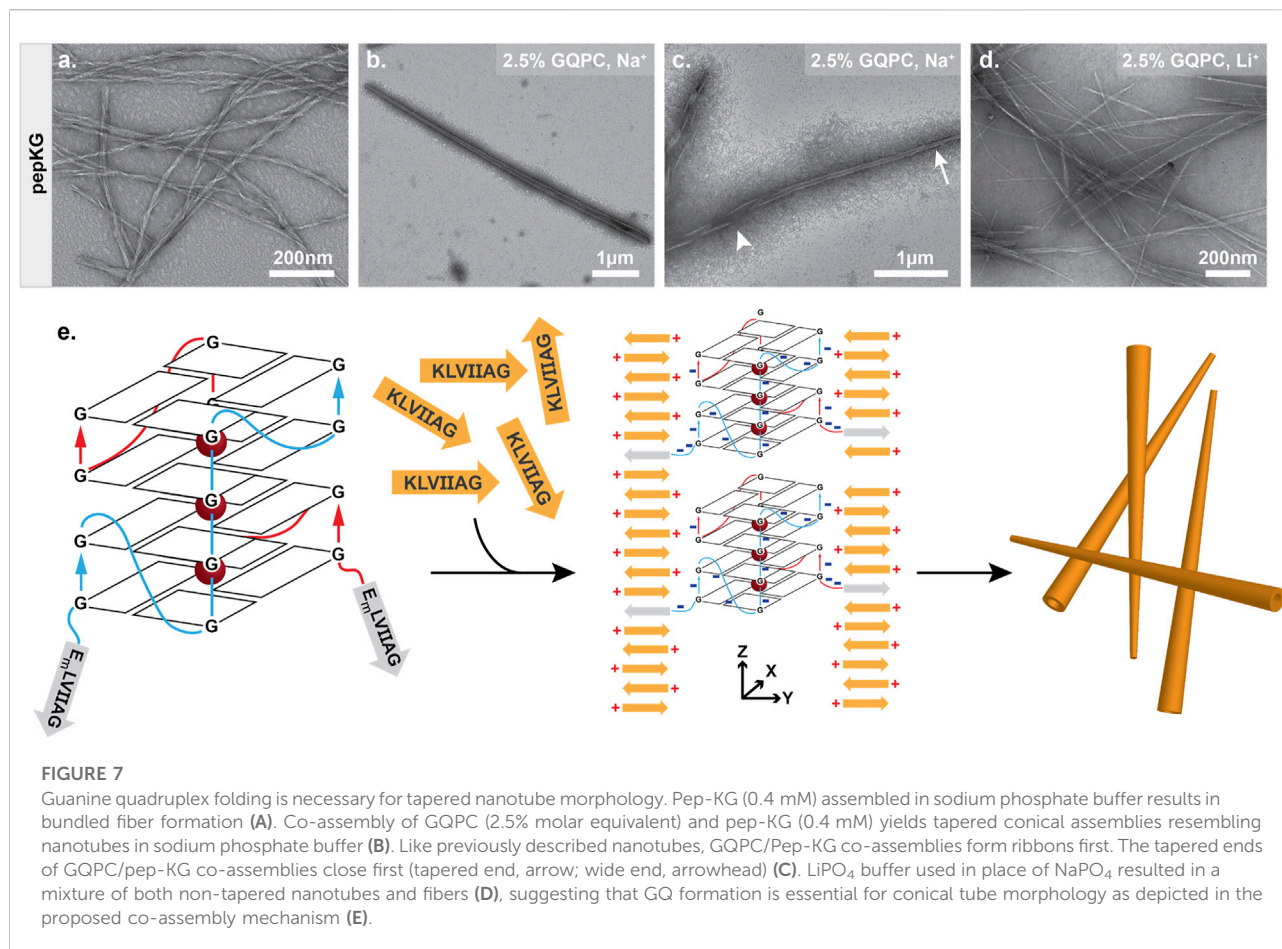 pepKG
a.
200nm
b.
2.5% GQPC, Na⁺
1µm
c.
2.5% GQPC, Na⁺
1µm
d.
2.5% GQPC, Li⁺
200nm
e.
G
G
G
G
G
G
G
G
G
G
G
G
EₘLVIIAG
EₘLVIIAG
KLVIIAG
KLVIIAG
KLVIIAG
KLVIIAG
KLVIIAG
Z
X
Y
FIGURE 7
Guanine quadruplex folding is necessary for tapered nanotube morphology. Pep-KG (0.4 mM) assembled in sodium phosphate buffer results in
bundled fiber formation (A). Co-assembly of GQPC (2.5% molar equivalent) and pep-KG (0.4 mM) yields tapered conical assemblies resembling
nanotubes in sodium phosphate buffer (B). Like previously described nanotubes, GQPC/Pep-KG co-assemblies form ribbons first. The tapered ends
of GQPC/pep-KG co-assemblies close first (tapered end, arrow; wide end, arrowhead) (C). LiPO₄ buffer used in place of NaPO₄ resulted in a
mixture of both non-tapered nanotubes and fibers (D), suggesting that GQ formation is essential for conical tube morphology as depicted in the
proposed co-assembly mechanism (E).